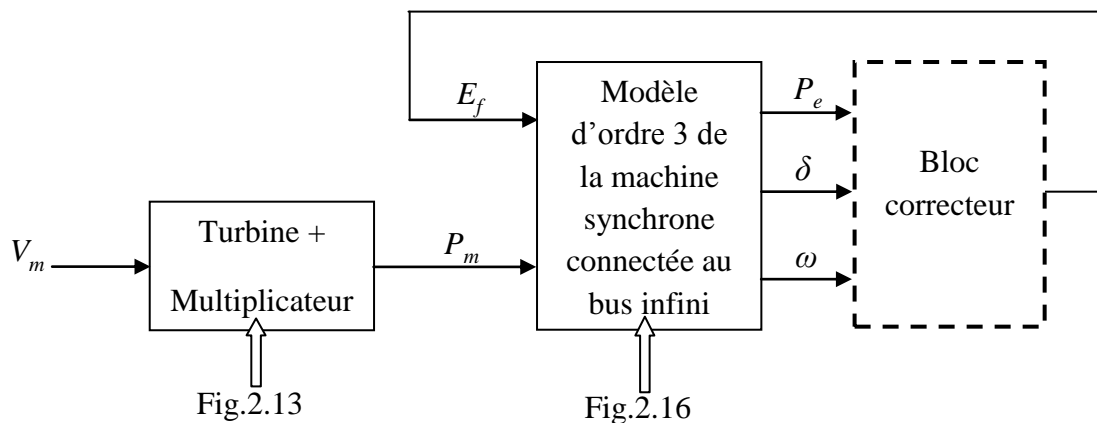 E_f
Modèle
d'ordre 3 de
la machine
synchrone
connectée au
bus infini
P_e
δ
ω
Bloc
correcteur
V_m
Turbine +
Multiplicateur
P_m
Fig.2.13
Fig.2.16